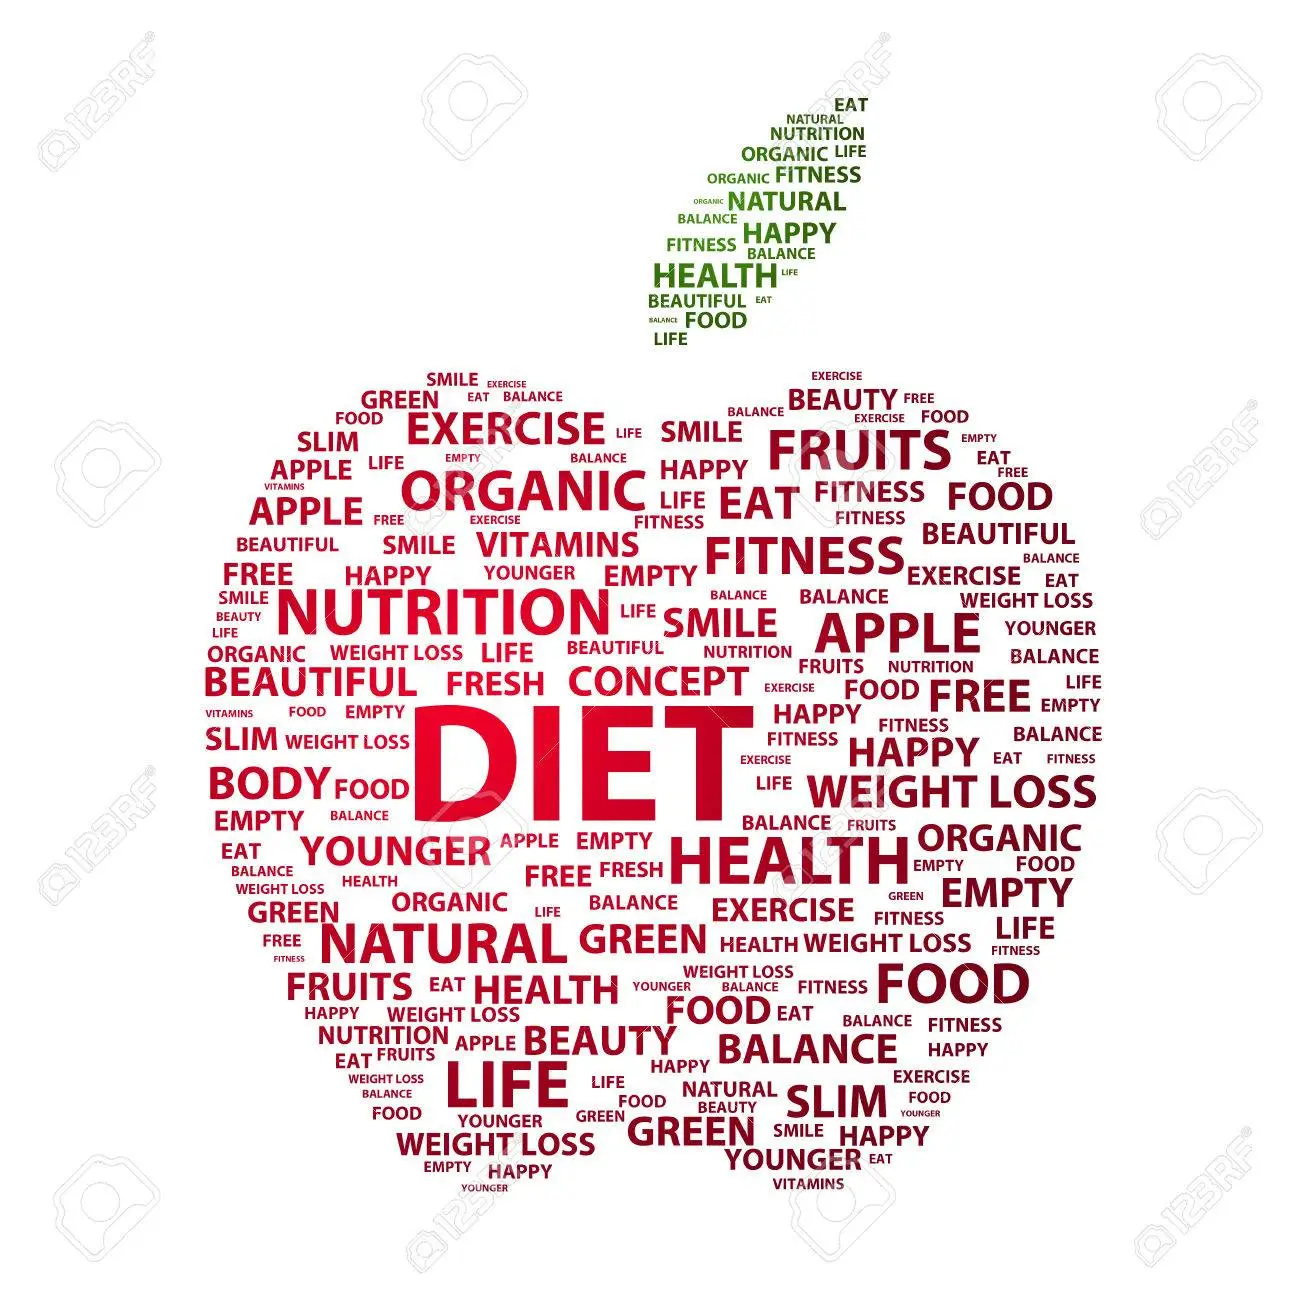 EAT
NATURAL
NUTRITION
ORGANIC LIFE
ORGANIC FITNESS
ORGANIC NATURAL
BALANCE
HAPPY
FITNESS
BALANCE
HEALTH LIFE
BEAUTIFUL EAT
BALANCE FOOD
LIFE
SMILE EXERCISE EXERCISE
GREEN EAT BALANCE BEAUTY FREE
FOOD EXERCISE LIFE SMILE BALANCE EXERCISE FOOD
SLIM FRUITS EMPTY
APPLE LIFE EMPTY BALANCE HAPPY EAT
VITAMINS ORGANIC LIFE EAT FITNESS FOOD FREE
APPLE FREE EXERCISE FITNESS FITNESS
BEAUTIFUL SMILE VITAMINS FITNESS BEAUTIFUL
FREE HAPPY YOUNGER EMPTY EXERCISE BALANCE
EAT
SMILE NUTRITION LIFE BALANCE BALANCE WEIGHT LOSS
BEAUTY SMILE APPLE YOUNGER
LIFE
ORGANIC WEIGHT LOSS LIFE BEAUTIFUL NUTRITION FRUITS NUTRITION BALANCE
BEAUTIFUL FRESH CONCEPT EXERCISE FOOD FREE LIFE
VITAMINS FOOD EMPTY DIET HAPPY FITNESS EMPTY
SLIM WEIGHT LOSS FITNESS HAPPY BALANCE
EXERCISE EAT FITNESS
BODY FOOD LIFE WEIGHT LOSS
EMPTY BALANCE BALANCE FRUITS ORGANIC
EAT YOUNGER APPLE EMPTY HEALTH EMPTY FOOD
BALANCE HEALTH FREE FRESH
WEIGHT LOSS GREEN EMPTY
GREEN ORGANIC LIFE BALANCE EXERCISE FITNESS LIFE
FREE NATURAL GREEN HEALTH WEIGHT LOSS FITNESS
FITNESS
FRUITS EAT HEALTH YOUNGER WEIGHT LOSS BALANCE FITNESS FOOD
HAPPY WEIGHT LOSS FOOD EAT BALANCE FITNESS
NUTRITION APPLE BEAUTY BALANCE HAPPY
EAT FRUITS HAPPY
WEIGHT LOSS LIFE LIFE NATURAL EXERCISE
BALANCE FOOD BEAUTY SLIM FOOD
FOOD YOUNGER GREEN YOUNGER
WEIGHT LOSS GREEN SMILE HAPPY
EMPTY HAPPY YOUNGER EAT
YOUNGER VITAMINS
123RF
123RF
123RF
123RF
123RF
123RF